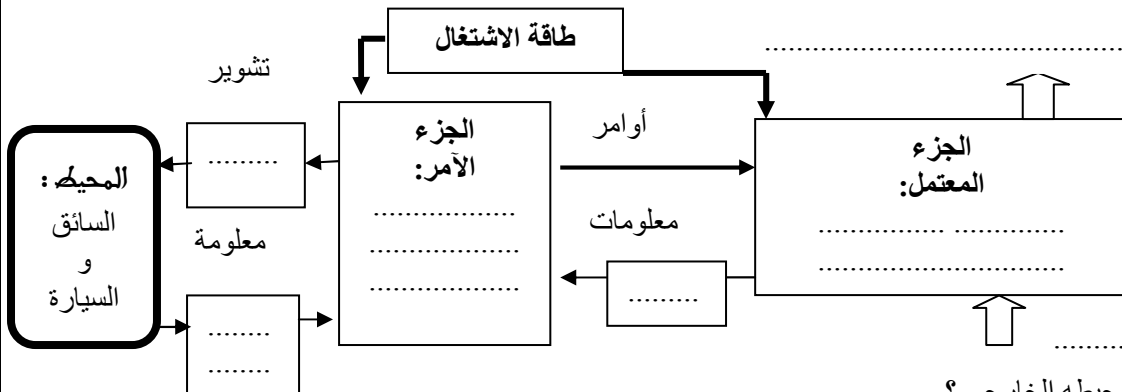 طاقة الاشتغال
...............................................
تشوير
أوامر
الجزء
الآمر:
.................
..................
..................
الجزء
المعتمل:
............... .............
.............................
.........
المحيط :
السائق
و
السيارة
معلومة
معلومات
.........
........
........
.........